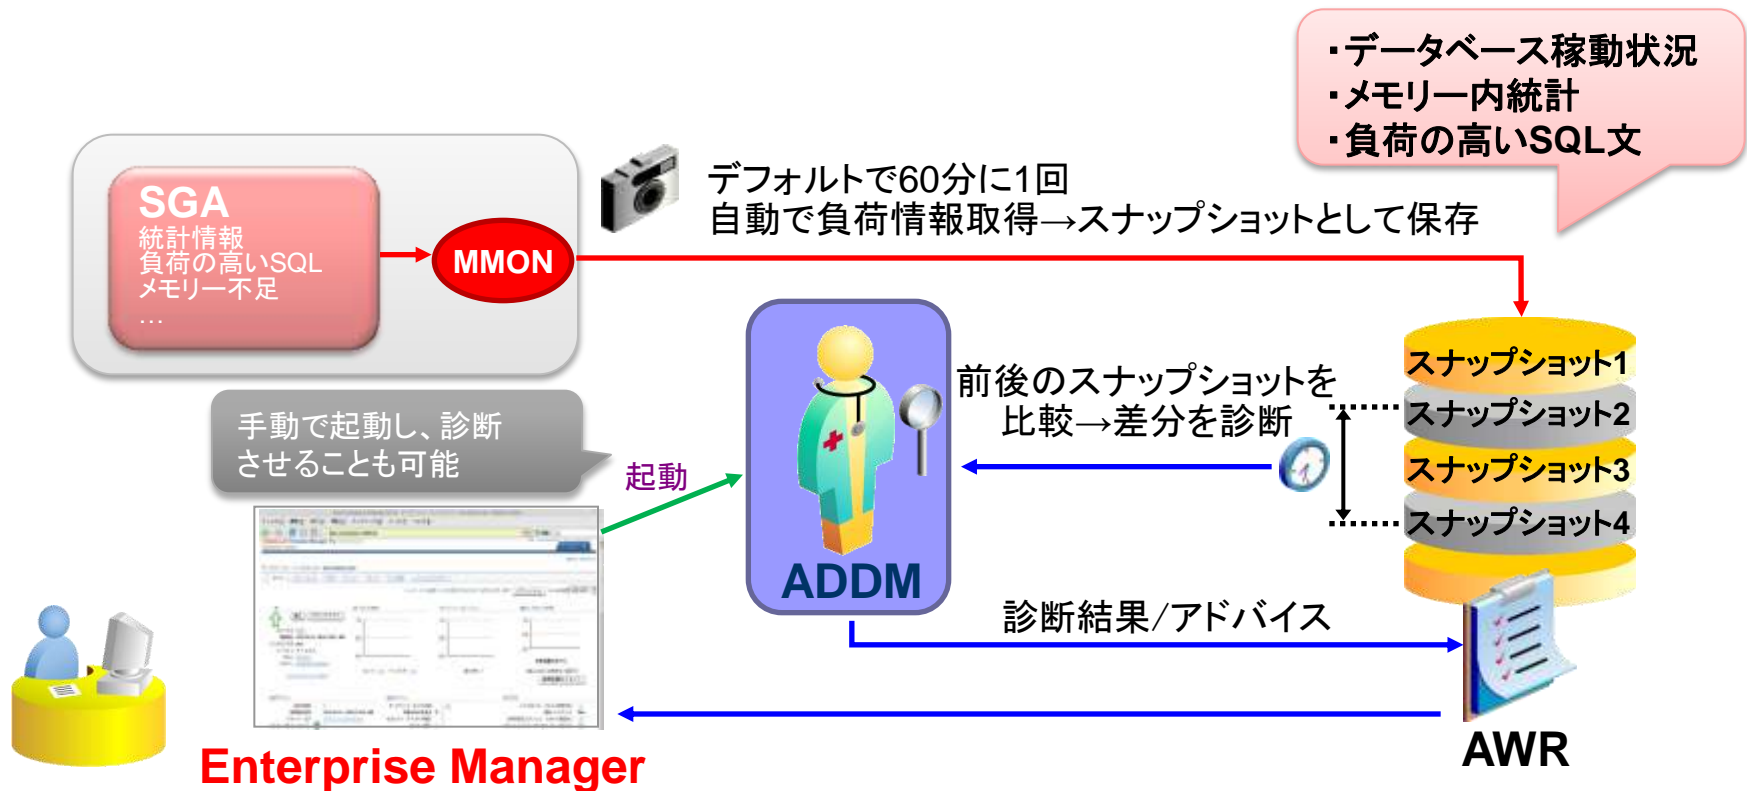 ・データベース稼動状況
・メモリー内統計
・負荷の高いSQL文
SGA
統計情報
負荷の高いSQL
メモリー不足
…
MMON
デフォルトで60分に1回
自動で負荷情報取得→スナップショットとして保存
手動で起動し、診断
させることも可能
起動
ADDM
前後のスナップショットを
比較→差分を診断
スナップショット1
スナップショット2
スナップショット3
スナップショット4
診断結果/アドバイス
AWR
Enterprise Manager